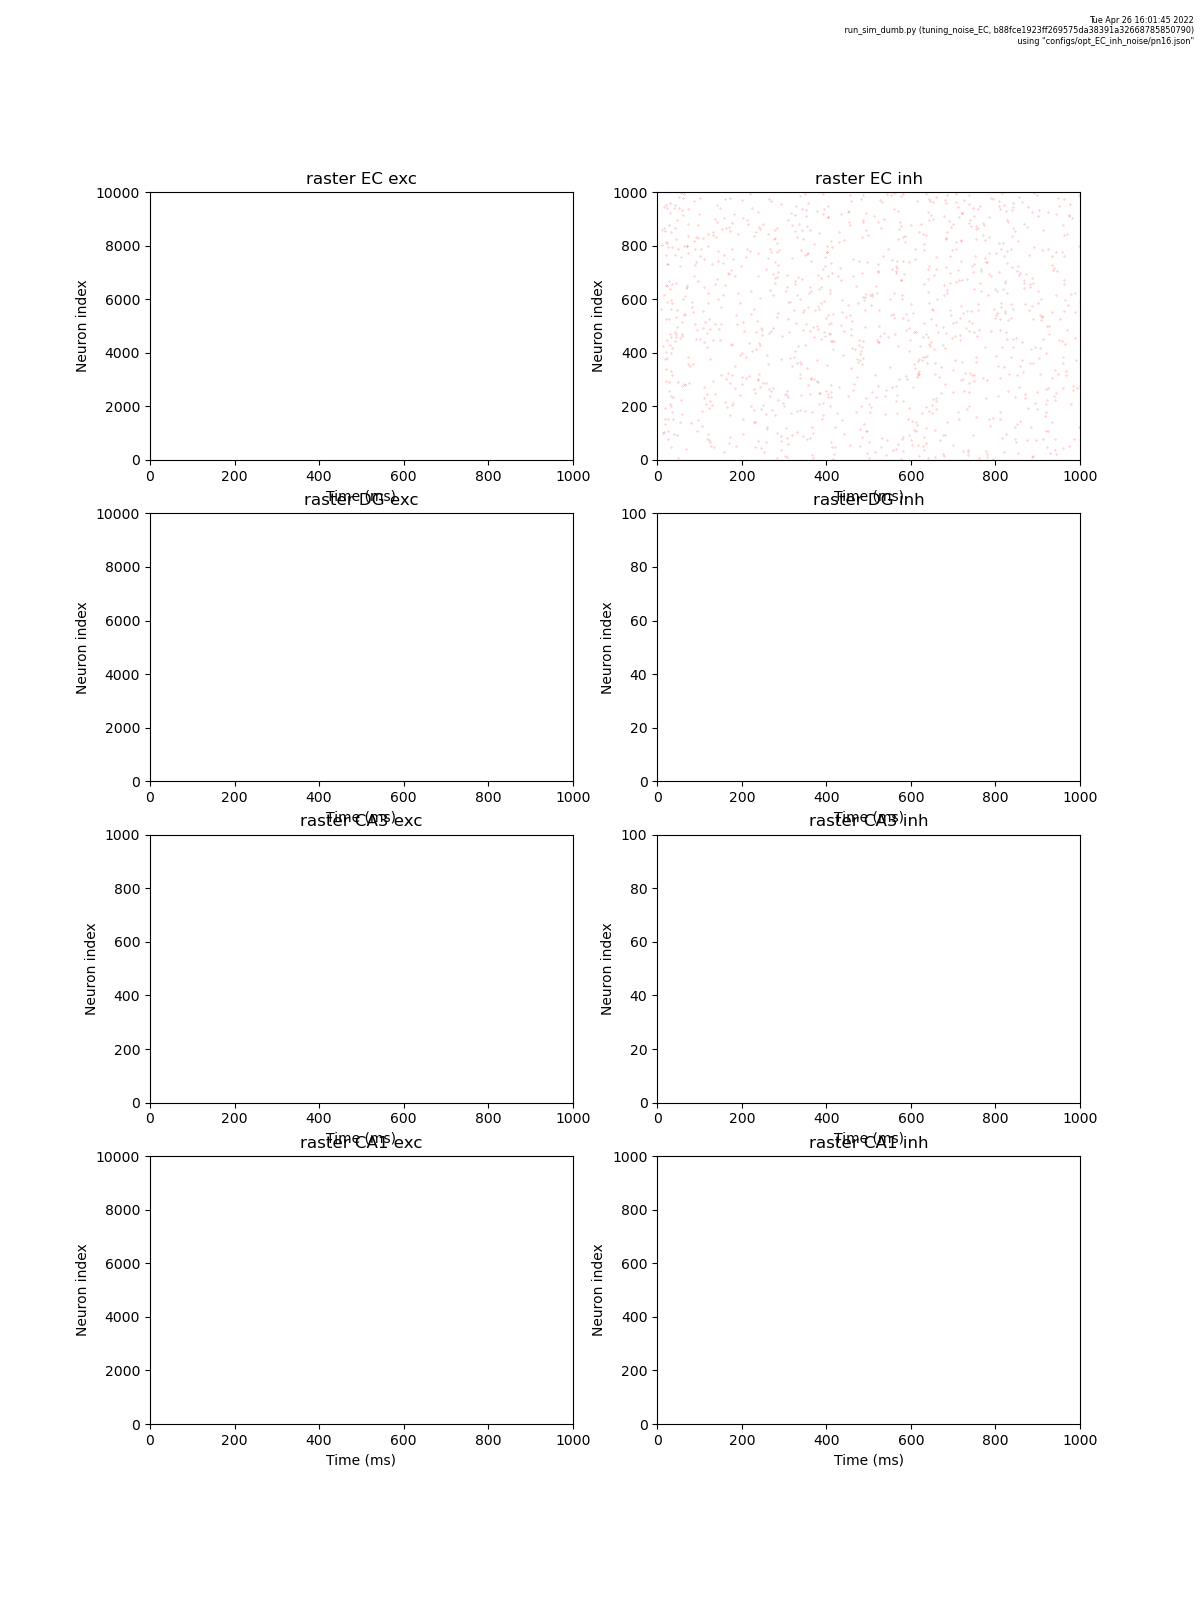 Tue Apr 26 16:01:45 2022
run_sim_dumb.py (tuning_noise_EC, b88fce1923ff269575da38391a32668785850790)
using "configs/opt_EC_inh_noise/pn16.json"
raster EC exc
10000
8000
6000
4000
2000
0
Neuron index
0 200 400 600 800 1000
Time (ms)
raster EC inh
1000
800
600
400
200
0
Neuron index
0 200 400 600 800 1000
Time (ms)
raster DG exc
10000
8000
6000
4000
2000
0
Neuron index
0 200 400 600 800 1000
Time (ms)
raster DG inh
100
80
60
40
20
0
Neuron index
0 200 400 600 800 1000
Time (ms)
raster CA3 exc
1000
800
600
400
200
0
Neuron index
0 200 400 600 800 1000
Time (ms)
raster CA3 inh
100
80
60
40
20
0
Neuron index
0 200 400 600 800 1000
Time (ms)
raster CA1 exc
10000
8000
6000
4000
2000
0
Neuron index
0 200 400 600 800 1000
Time (ms)
raster CA1 inh
1000
800
600
400
200
0
Neuron index
0 200 400 600 800 1000
Time (ms)